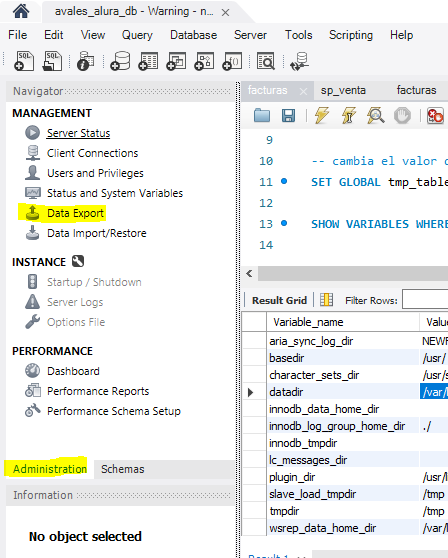 avales_alura_db - Warning - n...
File Edit View Query Database Server Tools Scripting Help
Navigator
MANAGEMENT
Server Status
Client Connections
Users and Privileges
Status and System Variables
Data Export
Data Import/Restore
INSTANCE
Startup / Shutdown
Server Logs
Options File
PERFORMANCE
Dashboard
Performance Reports
Performance Schema Setup
Administration Schemas
Information
No object selected
facturas sp_venta facturas
9
10 -- cambia el valor
11 SET GLOBAL tmp_table
12
13 SHOW VARIABLES WHERE
14
Result Grid Filter Rows:
Variable_name Value
aria_sync_log_dir NEWF
basedir /usr/
character_sets_dir /usr/s
datadir /var/l
innodb_data_home_dir
innodb_log_group_home_dir ./
innodb_tmpdir
lc_messages_dir
plugin_dir /usr/l
slave_load_tmpdir /tmp
tmpdir /tmp
wsrep_data_home_dir /var/l